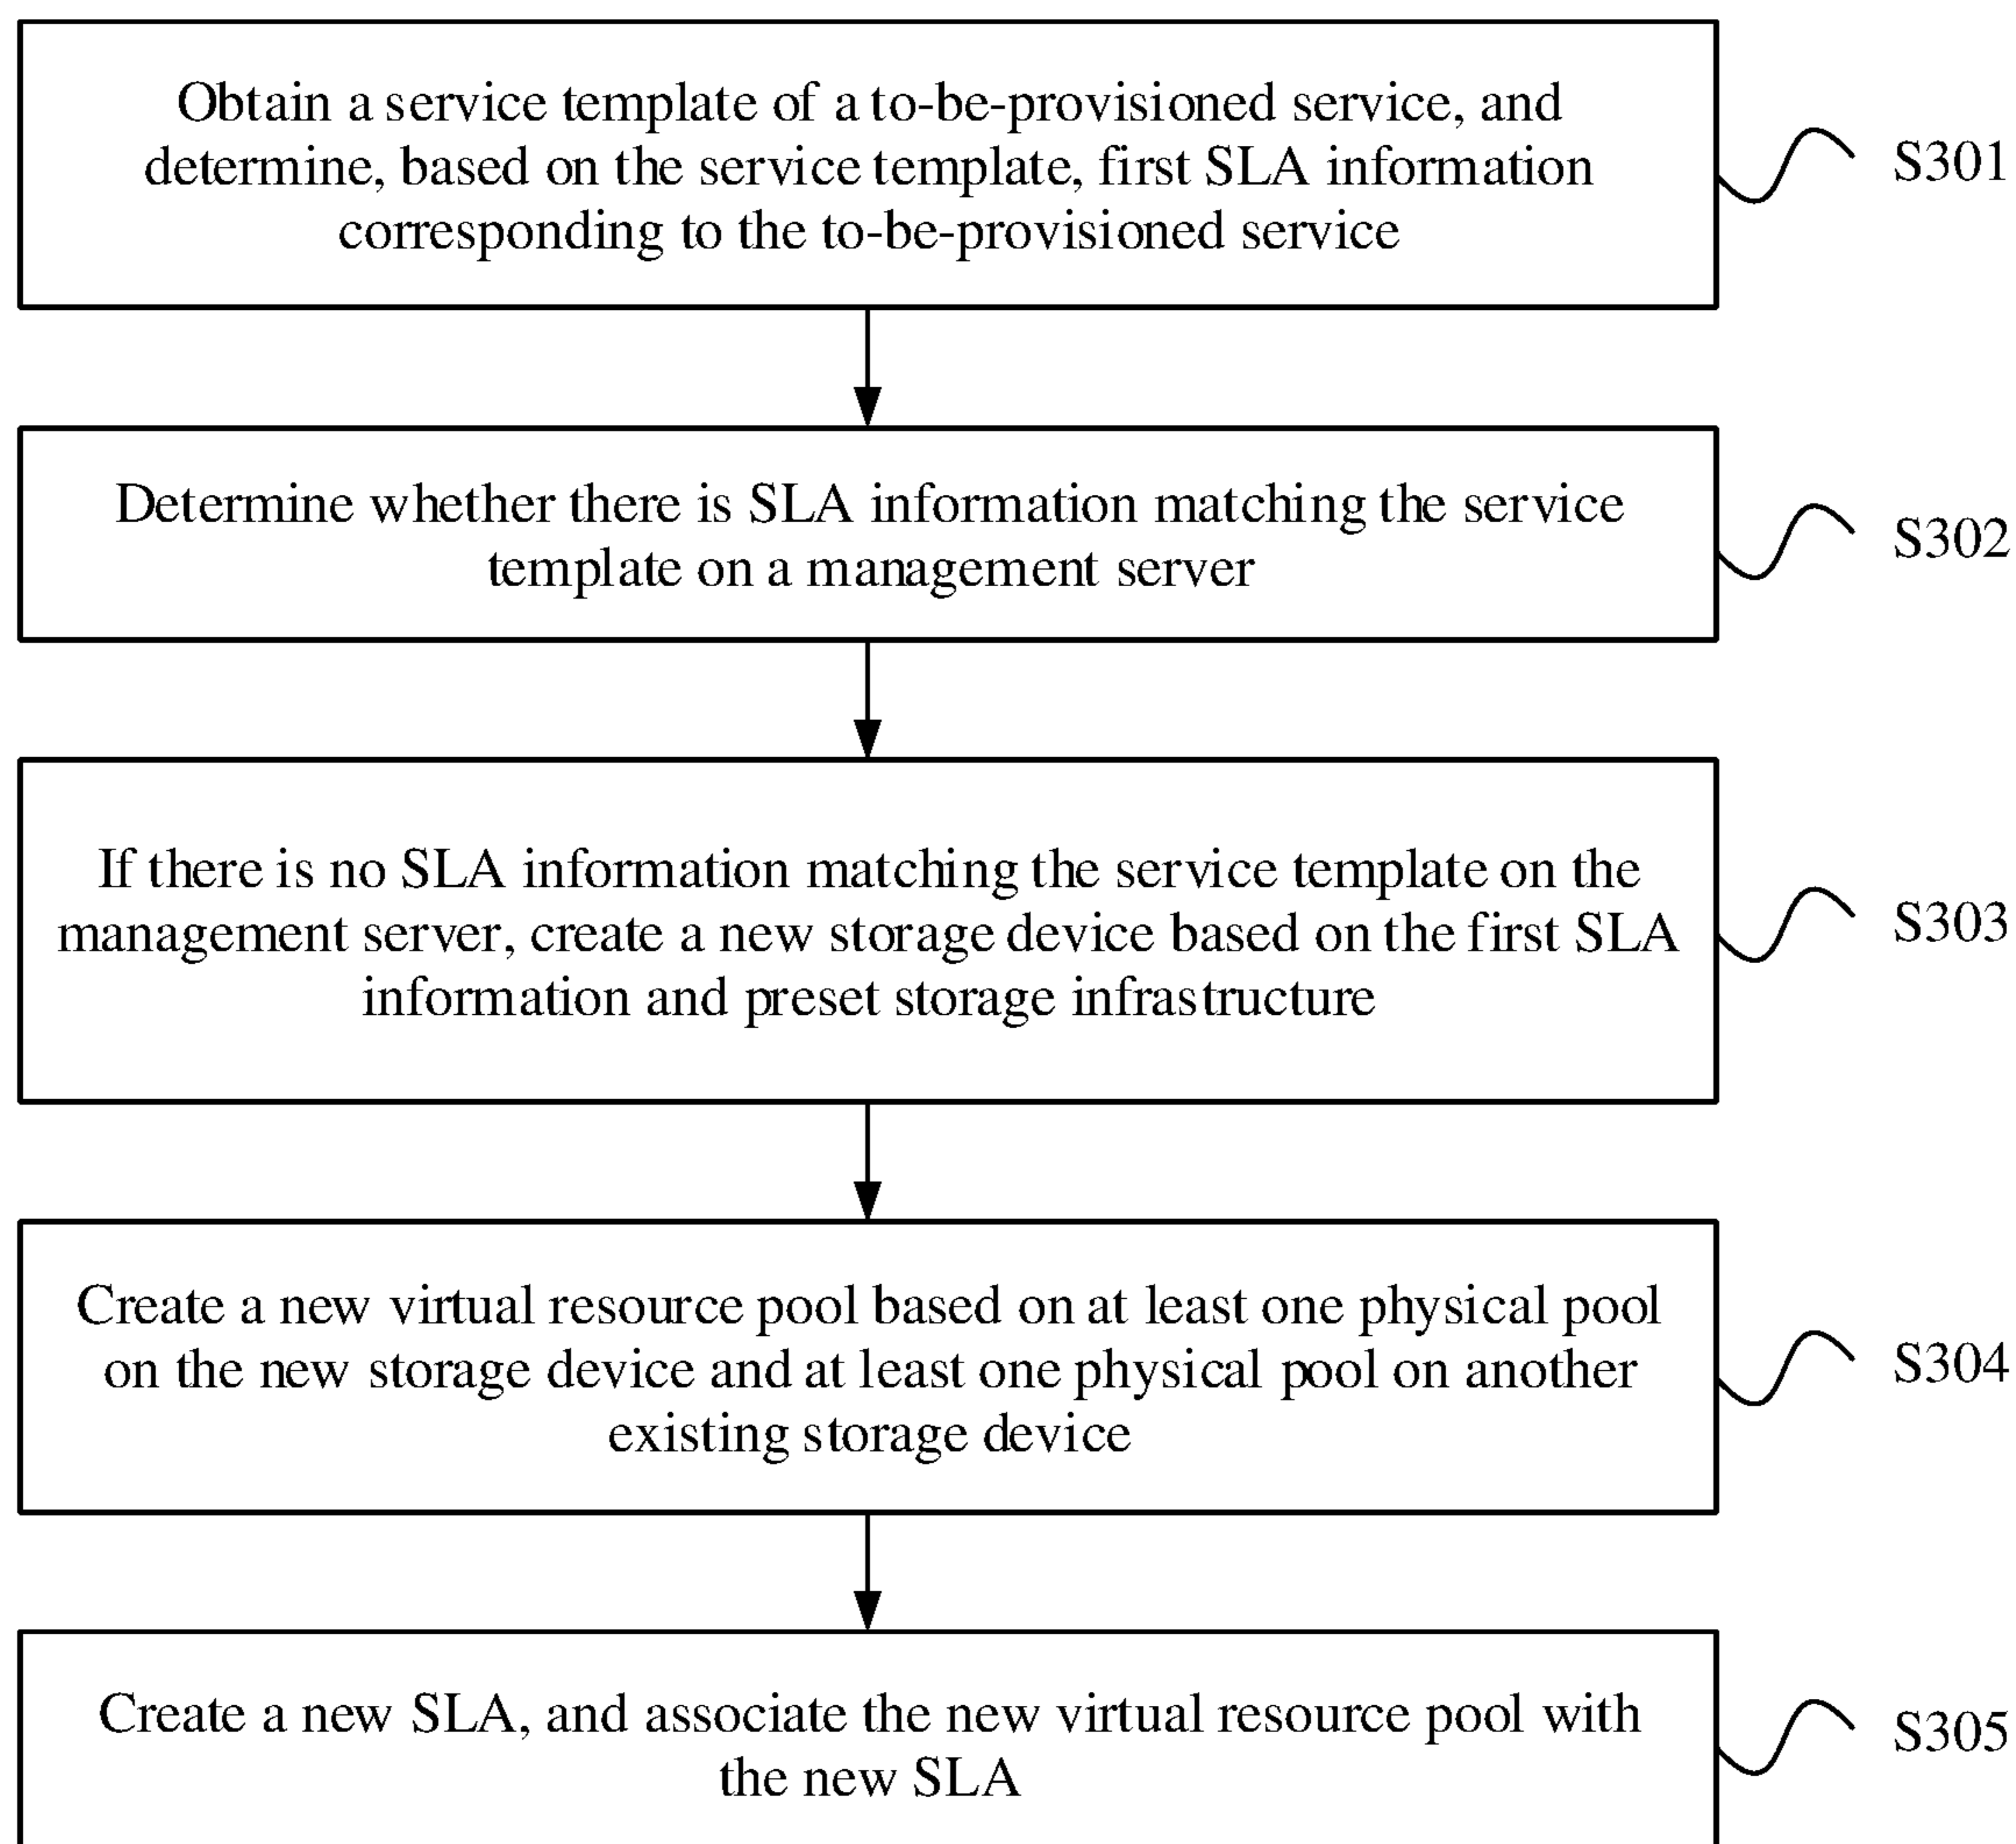 Obtain a service template of a to-be-provisioned service, and
determine, based on the service template, first SLA information
corresponding to the to-be-provisioned service
S301
Determine whether there is SLA information matching the service
template on a management server
S302
If there is no SLA information matching the service template on the
management server, create a new storage device based on the first SLA
information and preset storage infrastructure
S303
Create a new virtual resource pool based on at least one physical pool
on the new storage device and at least one physical pool on another
existing storage device
S304
Create a new SLA, and associate the new virtual resource pool with
the new SLA
S305